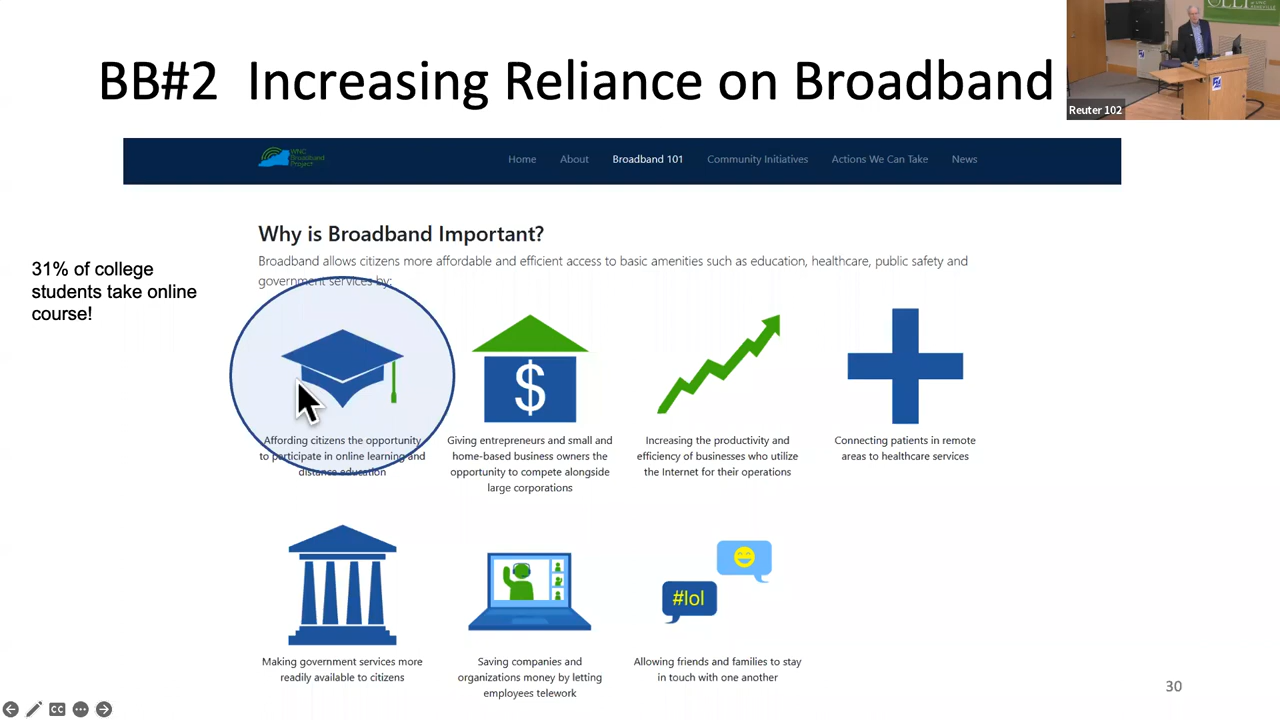 BB#2 Increasing Reliance on Broadband
OLLI
Reuter 102
WNC
Broadband
Project
Home About Broadband 101 Community Initiatives Actions We Can Take News
Why is Broadband Important?
Broadband allows citizens more affordable and efficient access to basic amenities such as education, healthcare, public safety and
government services by:
31% of college
students take online
course!
$
Affording citizens the opportunity
to participate in online learning and
distance education
Giving entrepreneurs and small and
home-based business owners the
opportunity to compete alongside
large corporations
Increasing the productivity and
efficiency of businesses who utilize
the Internet for their operations
Connecting patients in remote
areas to healthcare services
#lol
Making government services more
readily available to citizens
Saving companies and
organizations money by letting
employees telework
Allowing friends and families to stay
in touch with one another
30
CC